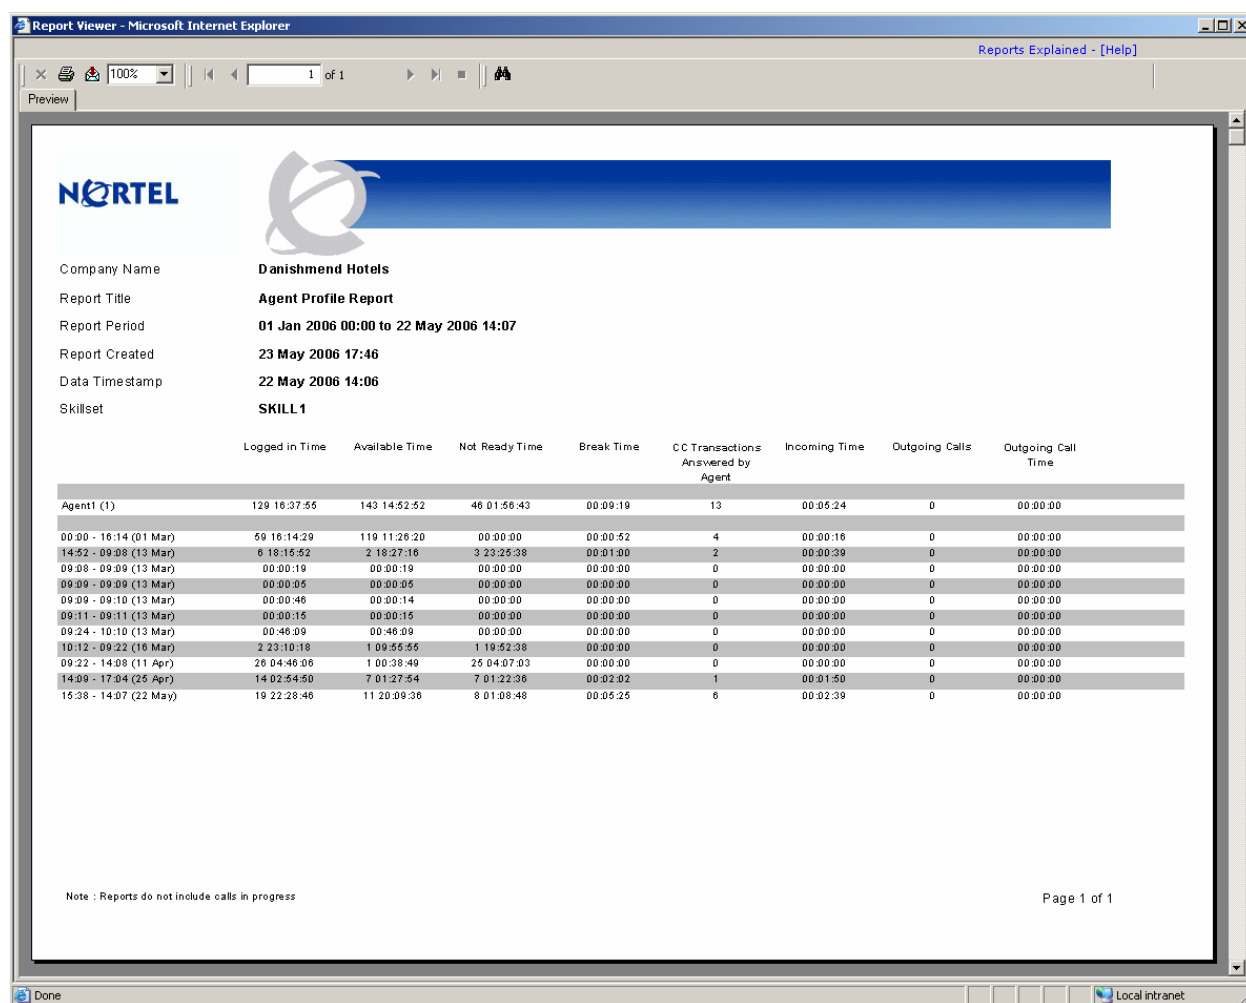 Report Viewer - Microsoft Internet Explorer
Reports Explained - [Help]
100% 1 of 1
Preview
NORTEL
Company Name Danishmend Hotels
Report Title Agent Profile Report
Report Period 01 Jan 2006 00:00 to 22 May 2006 14:07
Report Created 23 May 2006 17:46
Data Timestamp 22 May 2006 14:06
Skillset SKILL1
Logged in Time Available Time Not Ready Time Break Time CC Transactions Incoming Time Outgoing Calls Outgoing Call
Answered by Time
Agent
Agent1 (1) 129 16:37:55 143 14:52:52 46 01:56:43 00:09:19 13 00:05:24 0 00:00:00
00:00 - 16:14 (01 Mar) 59 16:14:29 119 11:26:20 00:00:00 00:00:52 4 00:00:16 0 00:00:00
14:52 - 09:08 (13 Mar) 6 18:15:52 2 18:27:16 3 23:25:38 00:01:00 2 00:00:39 0 00:00:00
09:08 - 09:09 (13 Mar) 00:00:19 00:00:19 00:00:00 00:00:00 0 00:00:00 0 00:00:00
09:09 - 09:09 (13 Mar) 00:00:05 00:00:05 00:00:00 00:00:00 0 00:00:00 0 00:00:00
09:09 - 09:10 (13 Mar) 00:00:46 00:00:14 00:00:00 00:00:00 0 00:00:00 0 00:00:00
09:11 - 09:11 (13 Mar) 00:00:15 00:00:15 00:00:00 00:00:00 0 00:00:00 0 00:00:00
09:24 - 10:10 (13 Mar) 00:46:09 00:46:09 00:00:00 00:00:00 0 00:00:00 0 00:00:00
10:12 - 09:22 (16 Mar) 2 23:10:18 1 09:55:55 1 19:52:38 00:00:00 0 00:00:00 0 00:00:00
09:22 - 14:08 (11 Apr) 26 04:46:06 1 00:38:49 25 04:07:03 00:00:00 0 00:00:00 0 00:00:00
14:09 - 17:04 (25 Apr) 14 02:54:50 7 01:27:54 7 01:22:36 00:02:02 1 00:01:50 0 00:00:00
15:38 - 14:07 (22 May) 19 22:28:46 11 20:09:36 8 01:08:48 00:05:25 6 00:02:39 0 00:00:00
Note : Reports do not include calls in progress
Page 1 of 1
Done Local intranet